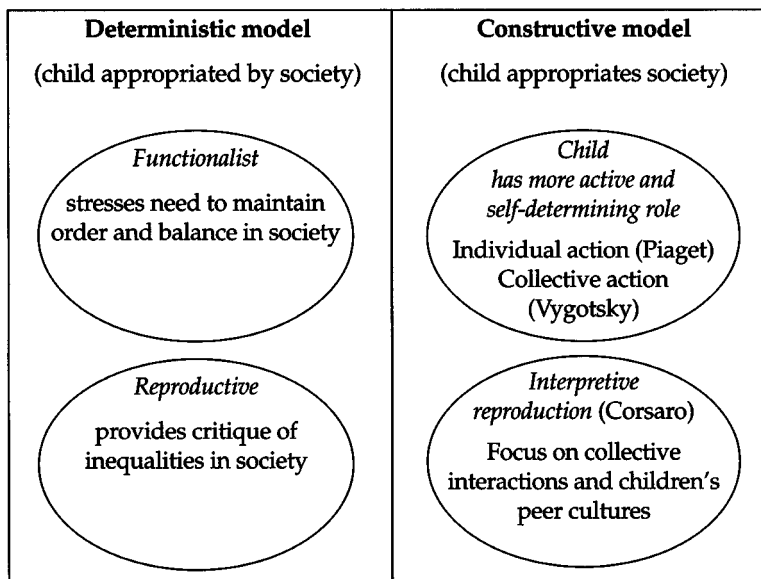 Deterministic model
(child appropriated by society)
Functionalist
stresses need to maintain
order and balance in society
Reproductive
provides critique of
inequalities in society
Constructive model
(child appropriates society)
Child
has more active and
self-determining role
Individual action (Piaget)
Collective action
(Vygotsky)
Interpretive
reproduction (Corsaro)
Focus on collective
interactions and children's
peer cultures